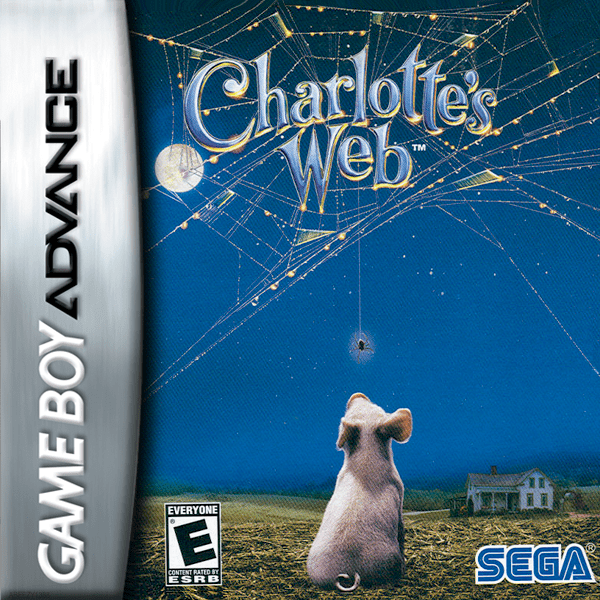 GAME BOY ADVANCE
Charlotte's
Web™
EVERYONE
E
CONTENT RATED BY
ESRB
SEGA